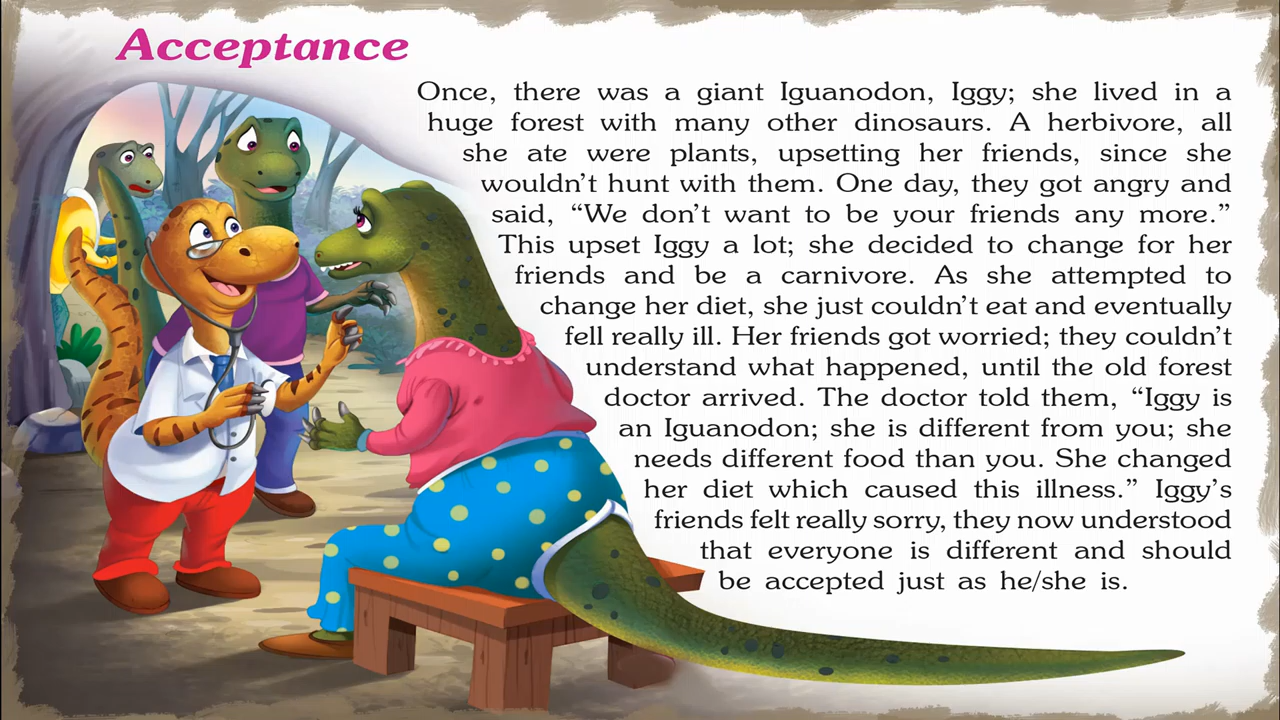 Acceptance
Once, there was a giant Iguanodon, Iggy; she lived in a
huge forest with many other dinosaurs. A herbivore, all
she ate were plants, upsetting her friends, since she
wouldn't hunt with them. One day, they got angry and
said, “We don't want to be your friends any more.”
This upset Iggy a lot; she decided to change for her
friends and be a carnivore. As she attempted to
change her diet, she just couldn't eat and eventually
fell really ill. Her friends got worried; they couldn't
understand what happened, until the old forest
doctor arrived. The doctor told them, “Iggy is
an Iguanodon; she is different from you; she
needs different food than you. She changed
her diet which caused this illness.” Iggy's
friends felt really sorry, they now understood
that everyone is different and should
be accepted just as he/she is.